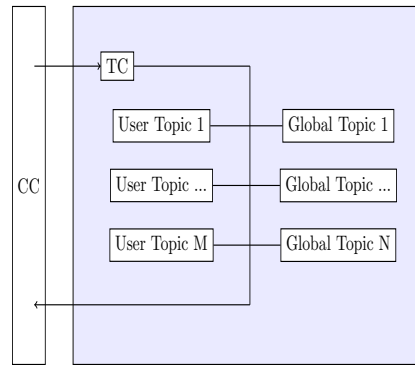 TC
User Topic 1
Global Topic 1
CC
User Topic ...
Global Topic ...
User Topic M
Global Topic N